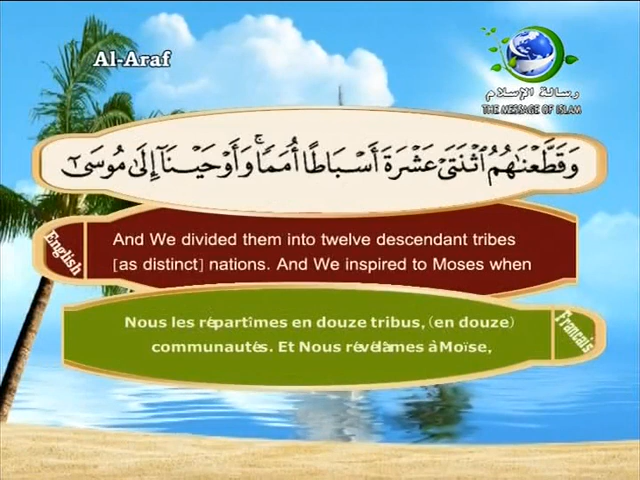 Al-Araf
رسالة الإسلام
THE MESSAGE OF ISLAM
وَقَطَّعْنَٰهُمُ ٱثْنَتَىْ عَشْرَةَ أَسْبَاطًا أُمَمًا ۚ وَأَوْحَيْنَآ إِلَىٰ مُوسَىٰٓ
English
And We divided them into twelve descendant tribes
[as distinct] nations. And We inspired to Moses when
Francais
Nous les répartîmes en douze tribus, (en douze)
communautés. Et Nous révélâmes à Moïse,